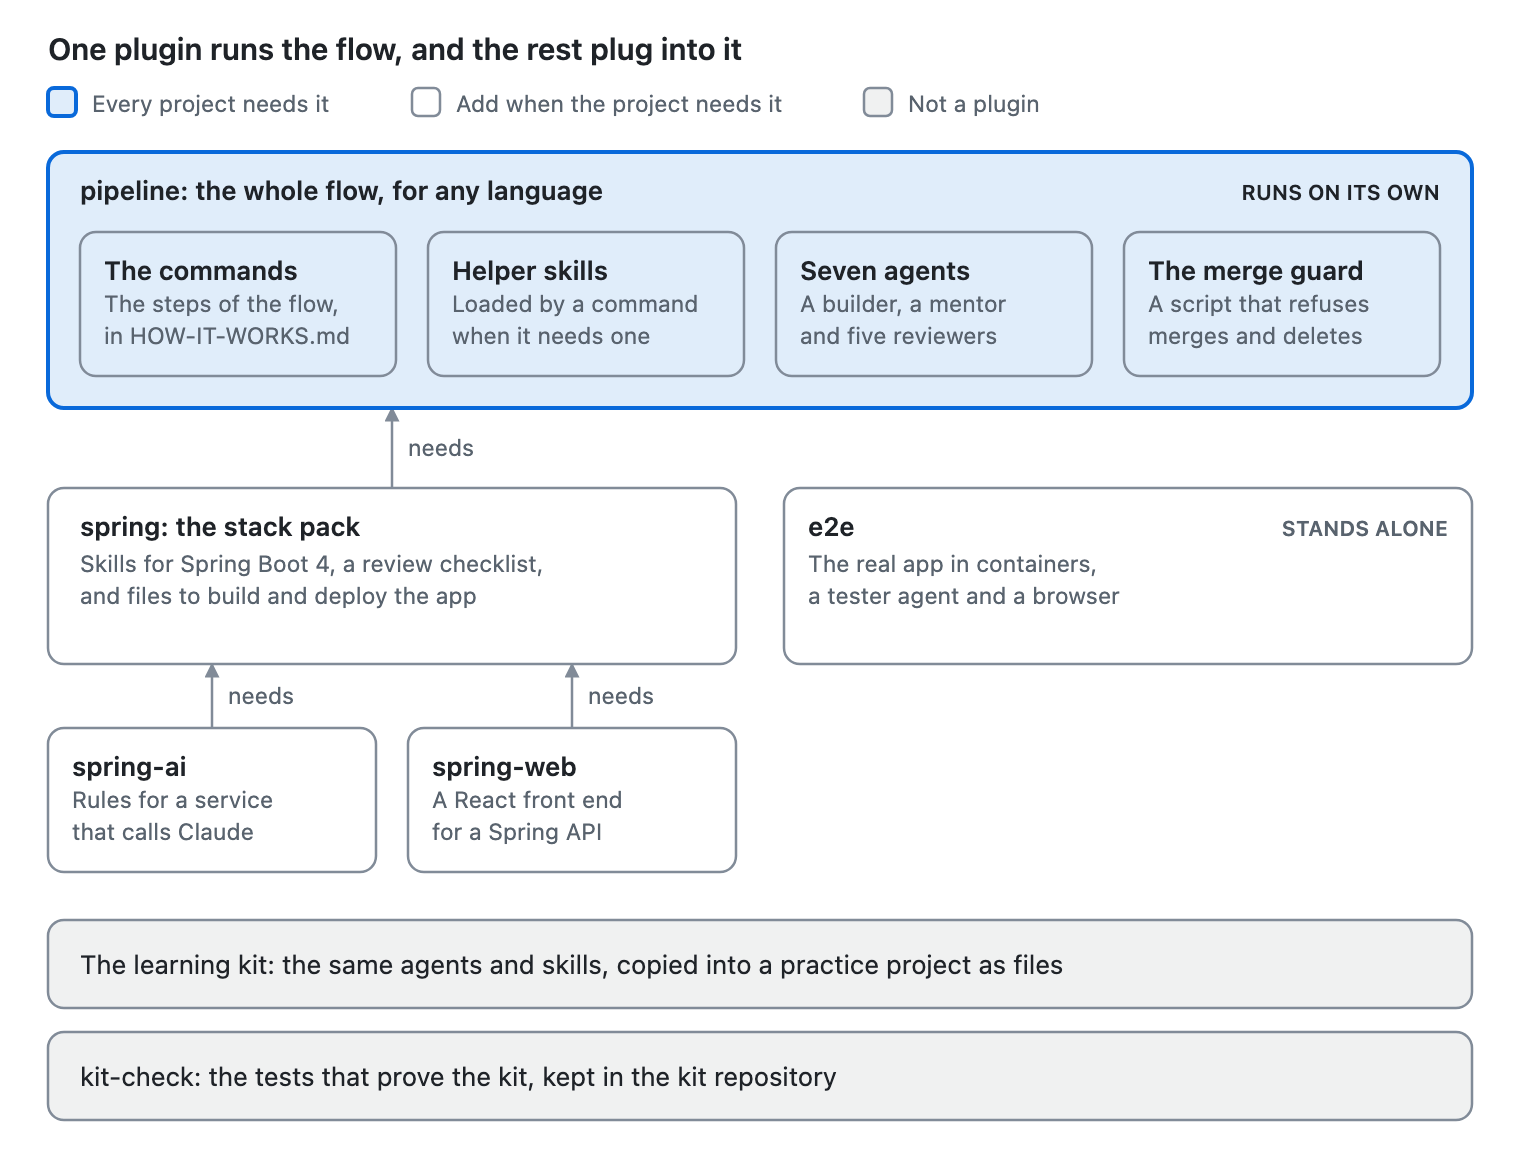 One plugin runs the flow, and the rest plug into it
Every project needs it
Add when the project needs it
Not a plugin
pipeline: the whole flow, for any language
RUNS ON ITS OWN
The commands
The steps of the flow,
in HOW-IT-WORKS.md
Helper skills
Loaded by a command
when it needs one
Seven agents
A builder, a mentor
and five reviewers
The merge guard
A script that refuses
merges and deletes
needs
spring: the stack pack
Skills for Spring Boot 4, a review checklist,
and files to build and deploy the app
e2e
STANDS ALONE
The real app in containers,
a tester agent and a browser
needs
needs
spring-ai
Rules for a service
that calls Claude
spring-web
A React front end
for a Spring API
The learning kit: the same agents and skills, copied into a practice project as files
kit-check: the tests that prove the kit, kept in the kit repository